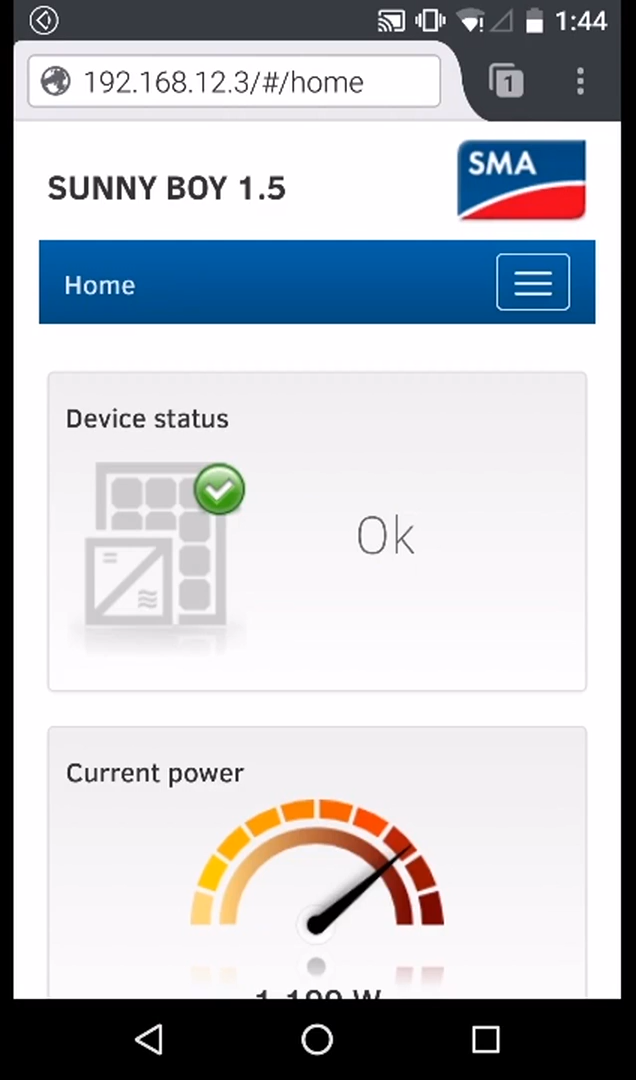 1:44
192.168.12.3/#/home
1
SUNNY BOY 1.5
SMA
Home
Device status
Ok
Current power